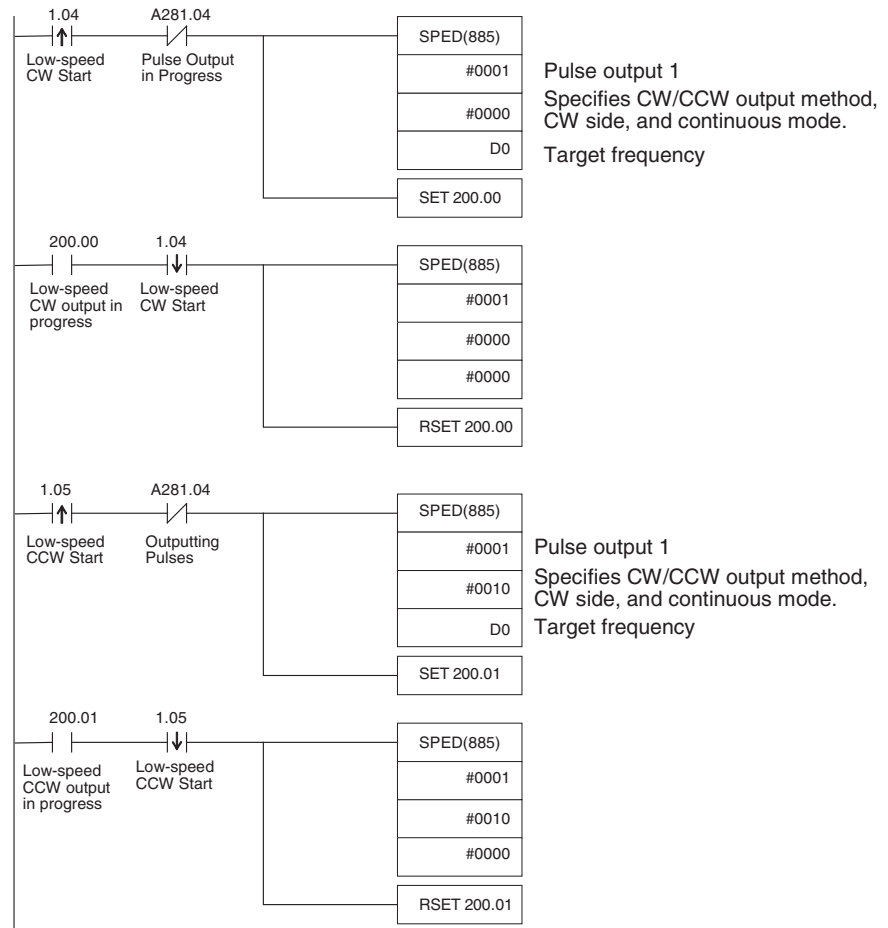 1.04 A281.04
SPED(885)
Low-speed Pulse Output
CW Start in Progress
#0001 Pulse output 1
#0000 Specifies CW/CCW output method,
CW side, and continuous mode.
D0 Target frequency
SET 200.00
200.00 1.04
SPED(885)
Low-speed Low-speed
CW output in CW Start
progress
#0001
#0000
#0000
RSET 200.00
1.05 A281.04
SPED(885)
Low-speed Outputting
CCW Start Pulses
#0001 Pulse output 1
#0010 Specifies CW/CCW output method,
CW side, and continuous mode.
D0 Target frequency
SET 200.01
200.01 1.05
SPED(885)
Low-speed Low-speed
CCW output CCW Start
in progress
#0001
#0010
#0000
RSET 200.01